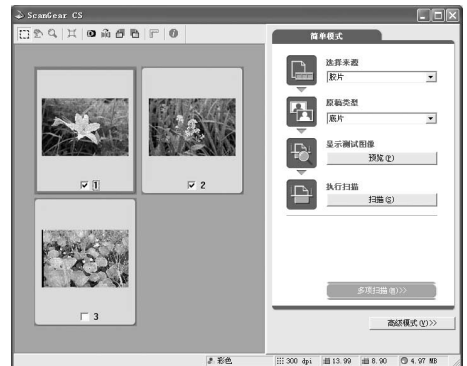 ScanGear CS
简单模式
选择来源
胶片
原稿类型
底片
显示测试图像
预览(P)
执行扫描
扫描(S)
1
2
3
多项扫描(M)>>
高级模式(V)>>
彩色
300 dpi
13.99
8.90
4.97 MB